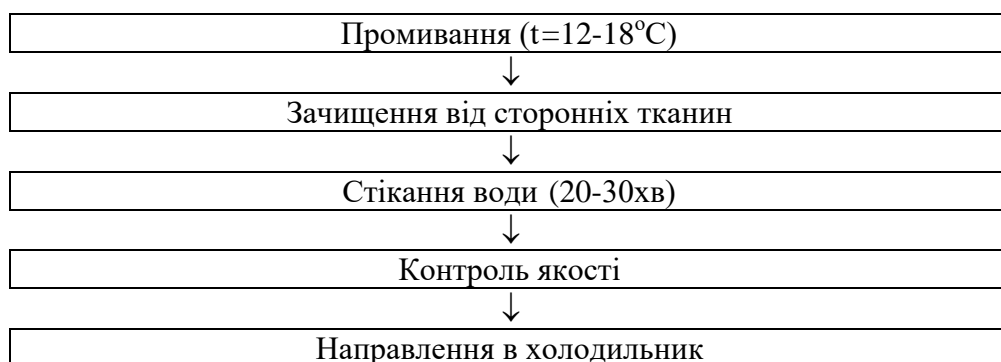 Промивання (t=12-18°C)
↓
Зачищення від сторонніх тканин
↓
Стікання води (20-30хв)
↓
Контроль якості
↓
Направлення в холодильник